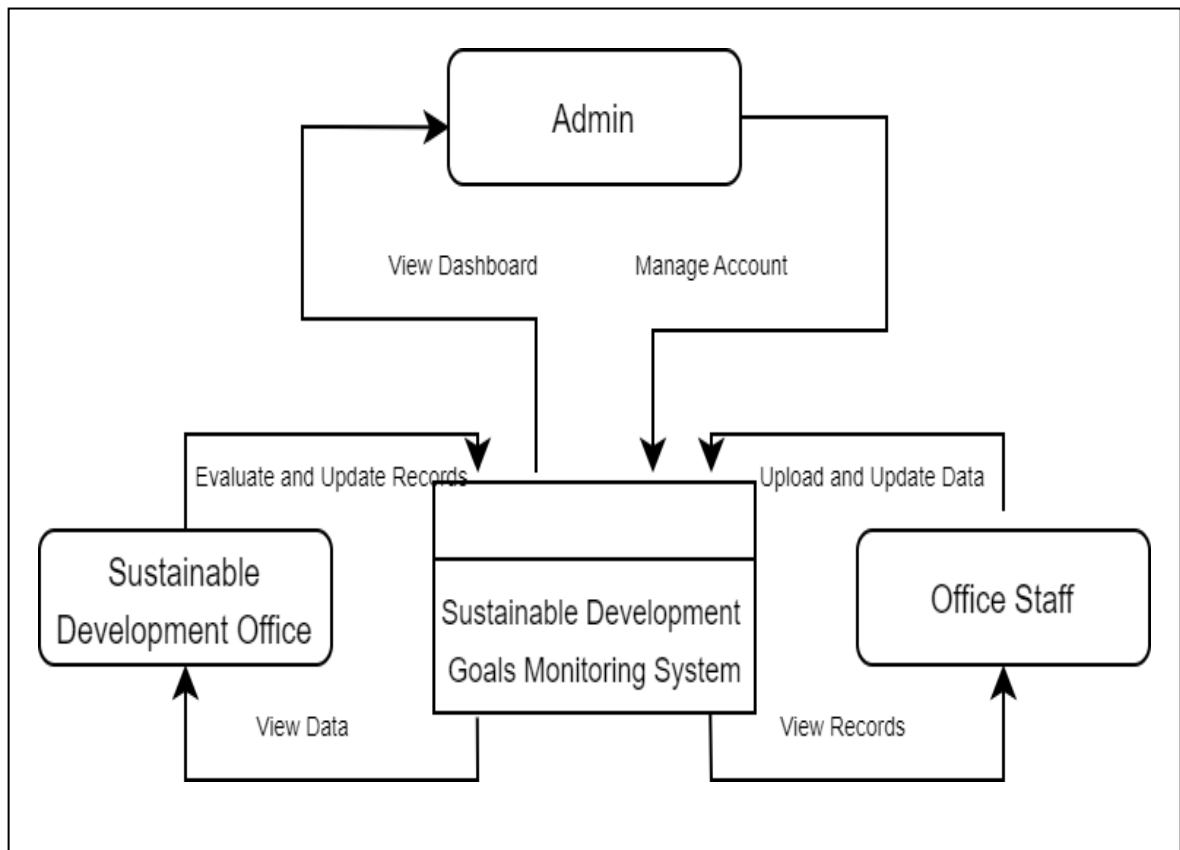 Admin
View Dashboard
Manage Account
Evaluate and Update Records
Upload and Update Data
Sustainable
Development Office
Sustainable Development
Goals Monitoring System
Office Staff
View Data
View Records